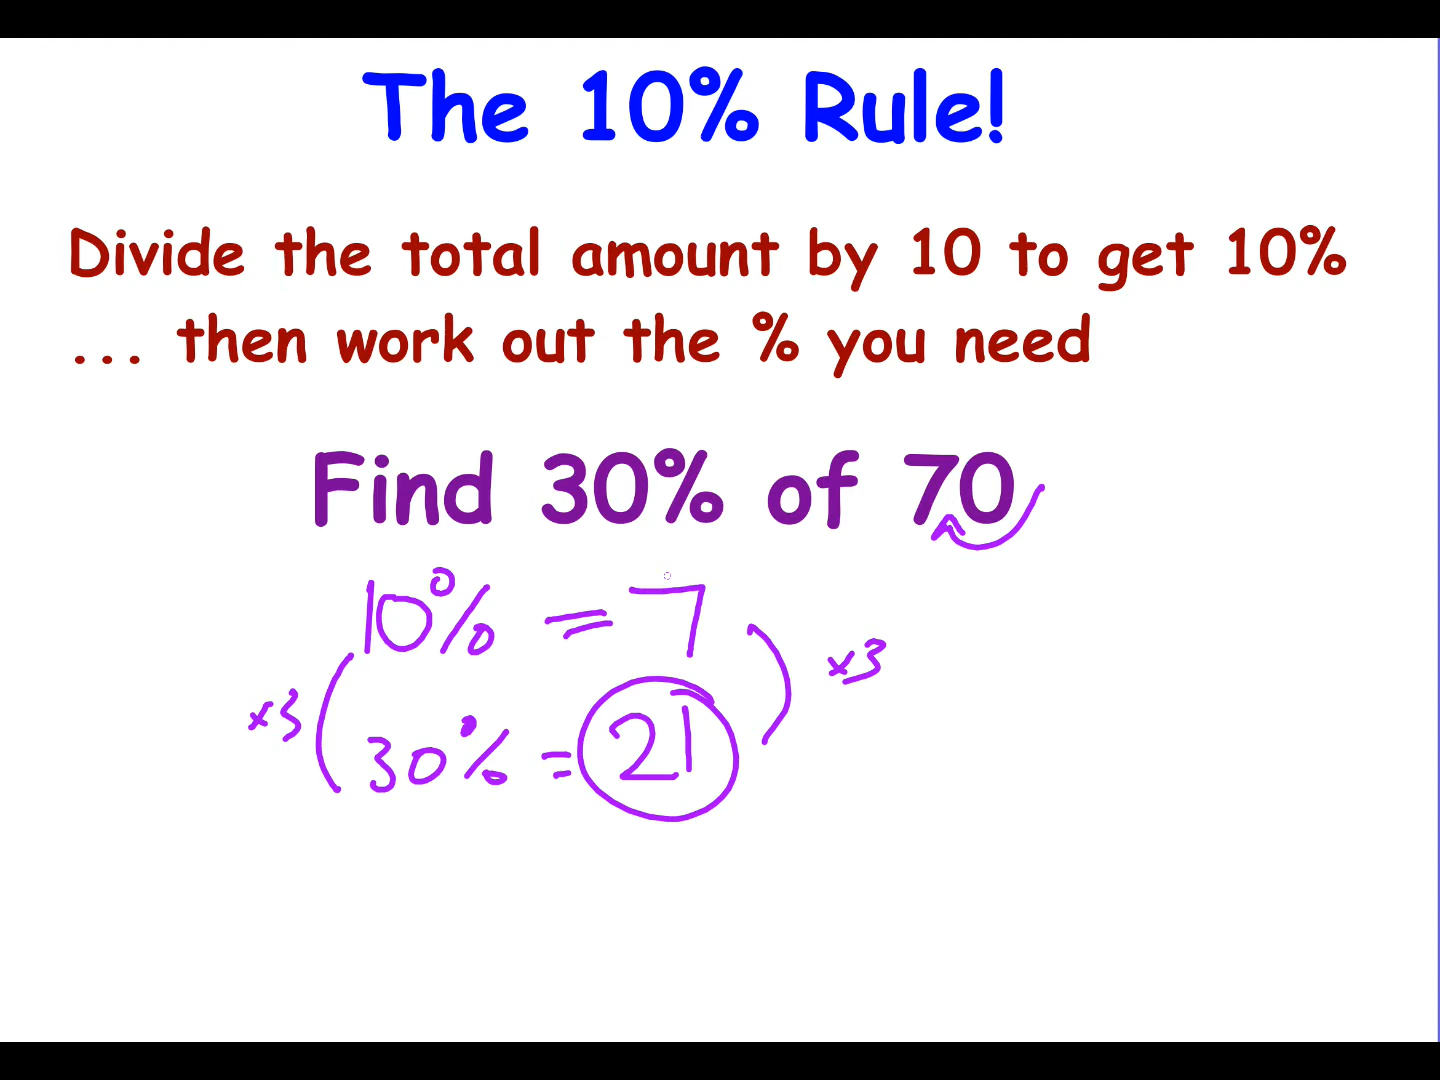 The 10% Rule!
Divide the total amount by 10 to get 10%
... then work out the % you need
Find 30% of 70
10% = 7
×3
×3
30% = 21